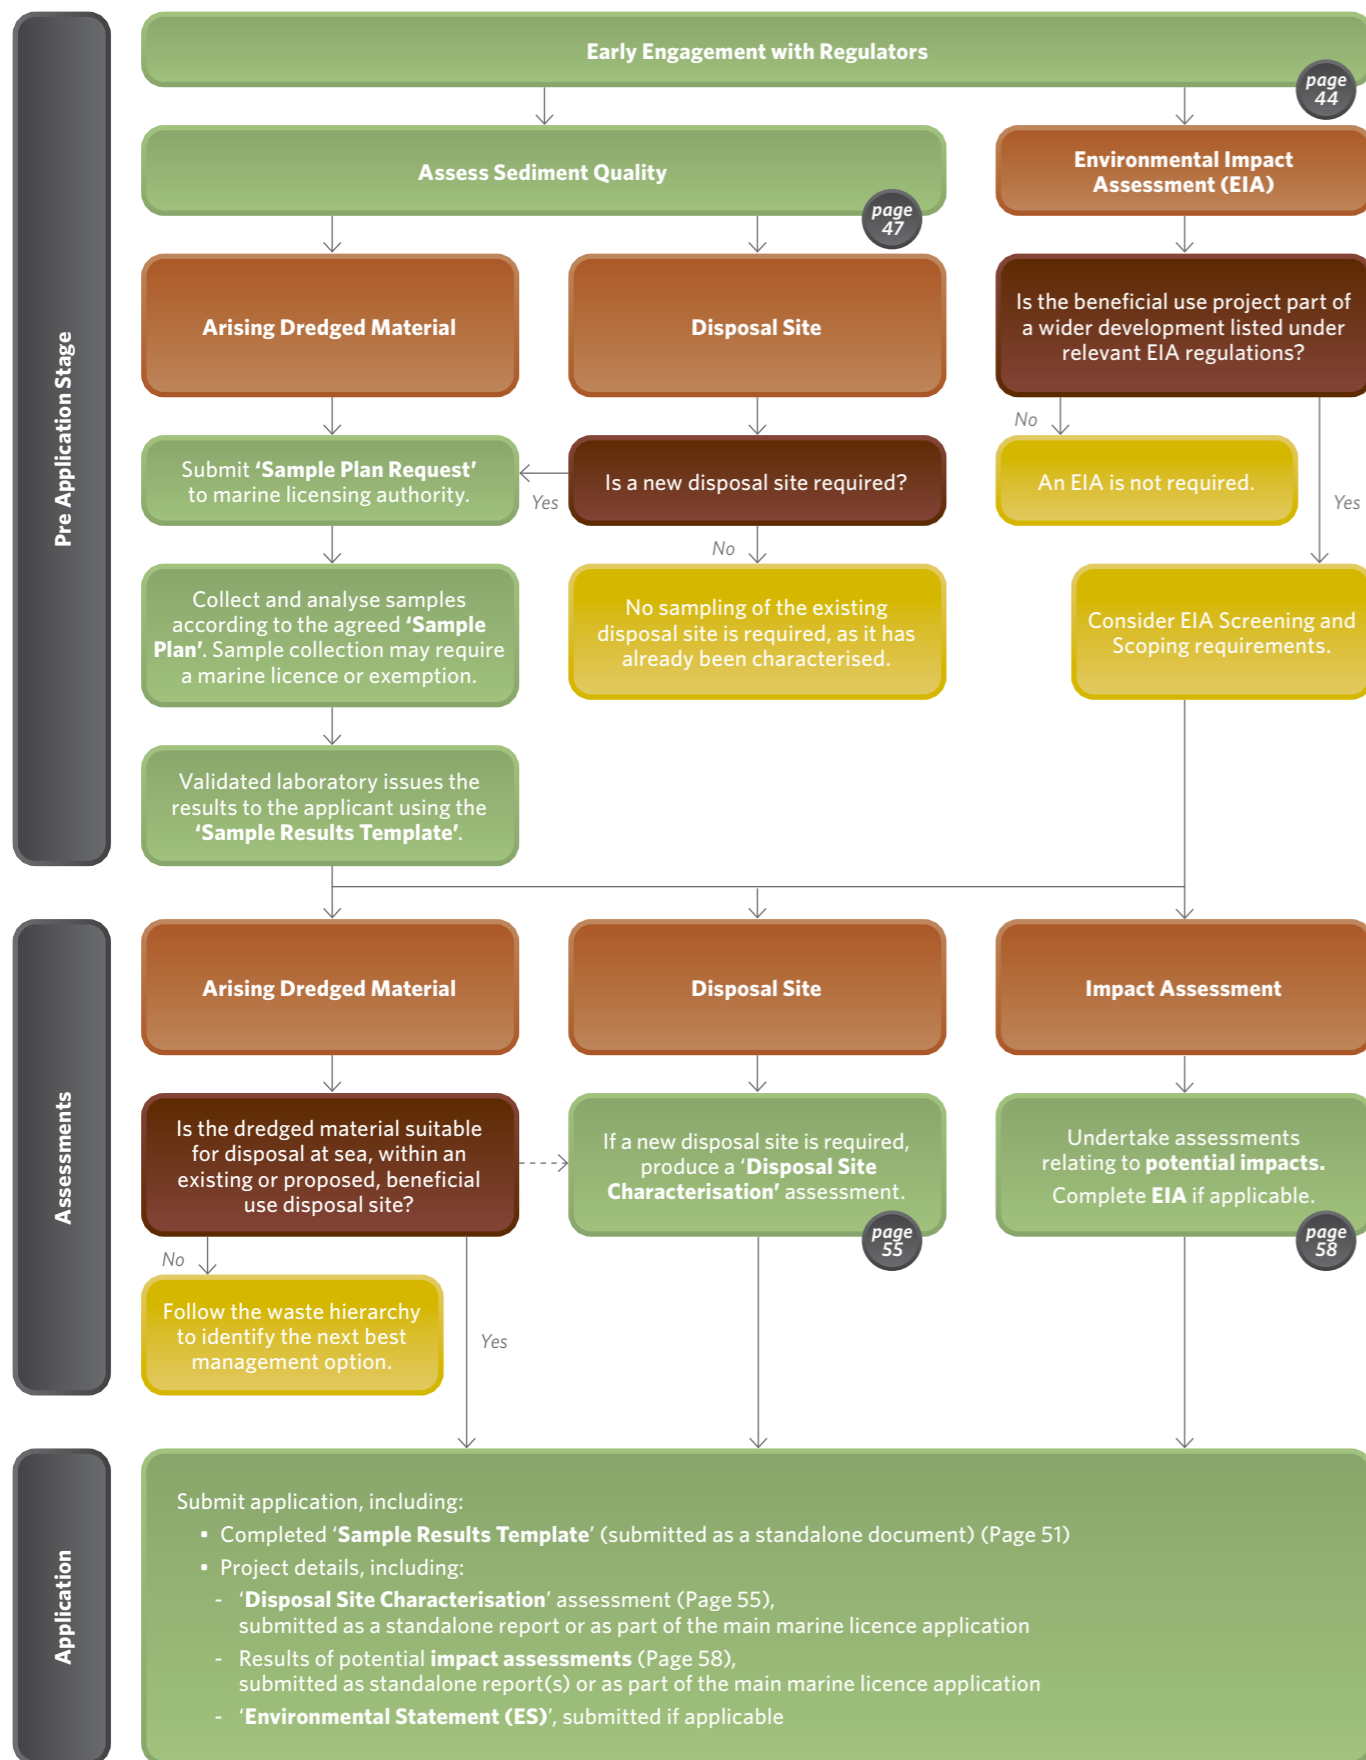 Pre Application Stage
Early Engagement with Regulators
page
44
Assess Sediment Quality
page
47
Environmental Impact
Assessment (EIA)
Arising Dredged Material
Disposal Site
Is the beneficial use project part of
a wider development listed under
relevant EIA regulations?
No
Yes
Submit ‘Sample Plan Request’
to marine licensing authority.
Yes
Is a new disposal site required?
No
An EIA is not required.
Collect and analyse samples
according to the agreed ‘Sample
Plan’. Sample collection may require
a marine licence or exemption.
No sampling of the existing
disposal site is required, as it has
already been characterised.
Consider EIA Screening and
Scoping requirements.
Validated laboratory issues the
results to the applicant using the
‘Sample Results Template’.
Assessments
Arising Dredged Material
Disposal Site
Impact Assessment
Is the dredged material suitable
for disposal at sea, within an
existing or proposed, beneficial
use disposal site?
If a new disposal site is required,
produce a ‘Disposal Site
Characterisation’ assessment.
page
55
Undertake assessments
relating to potential impacts.
Complete EIA if applicable.
page
58
No
Follow the waste hierarchy
to identify the next best
management option.
Yes
Application
Submit application, including:
• Completed ‘Sample Results Template’ (submitted as a standalone document) (Page 51)
• Project details, including:
- ‘Disposal Site Characterisation’ assessment (Page 55),
submitted as a standalone report or as part of the main marine licence application
- Results of potential impact assessments (Page 58),
submitted as standalone report(s) or as part of the main marine licence application
- ‘Environmental Statement (ES)’, submitted if applicable